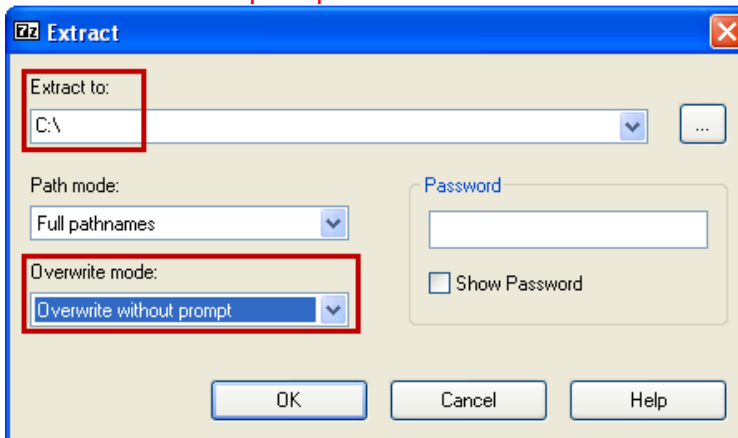 7z Extract
Extract to:
C:\
...
Path mode:
Full pathnames
Password
Overwrite mode:
Overwrite without prompt
Show Password
OK Cancel Help